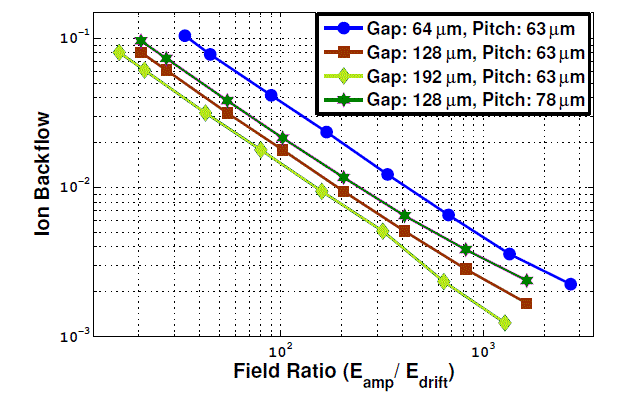 Gap: 64 μm, Pitch: 63 μm
Gap: 128 μm, Pitch: 63 μm
Gap: 192 μm, Pitch: 63 μm
Gap: 128 μm, Pitch: 78 μm
Ion Backflow
10⁻¹
10⁻²
10⁻³
10² 10³
Field Ratio (E_amp / E_drift)